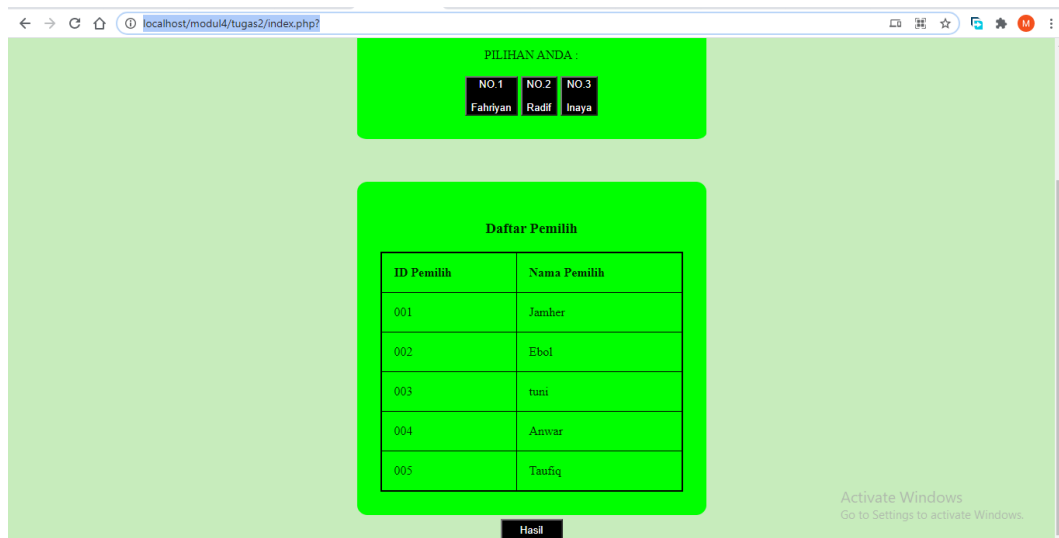 localhost/modul4/tugas2/index.php?
M
PILIHAN ANDA :
NO.1 NO.2 NO.3
Fahriyan Radif Inaya
Daftar Pemilih
ID Pemilih Nama Pemilih
001 Jamher
002 Ebol
003 tuni
004 Anwar
005 Taufiq
Hasil
Activate Windows
Go to Settings to activate Windows.